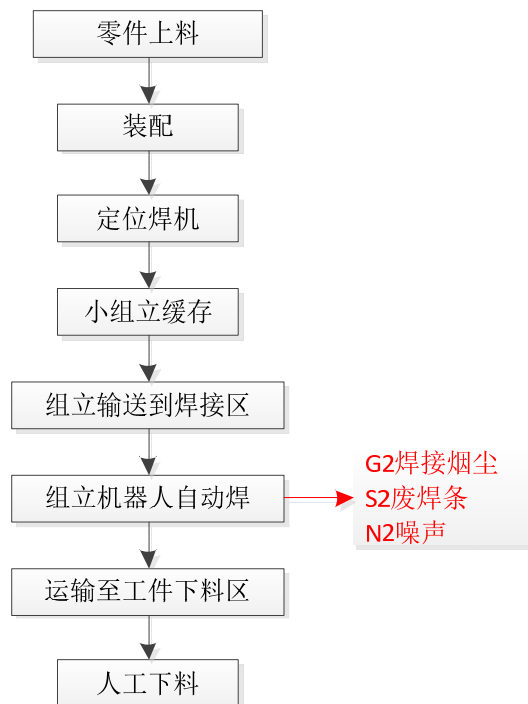 零件上料
装配
定位焊机
小组立缓存
组立输送到焊接区
组立机器人自动焊
G2焊接烟尘
S2废焊条
N2噪声
运输至工件下料区
人工下料